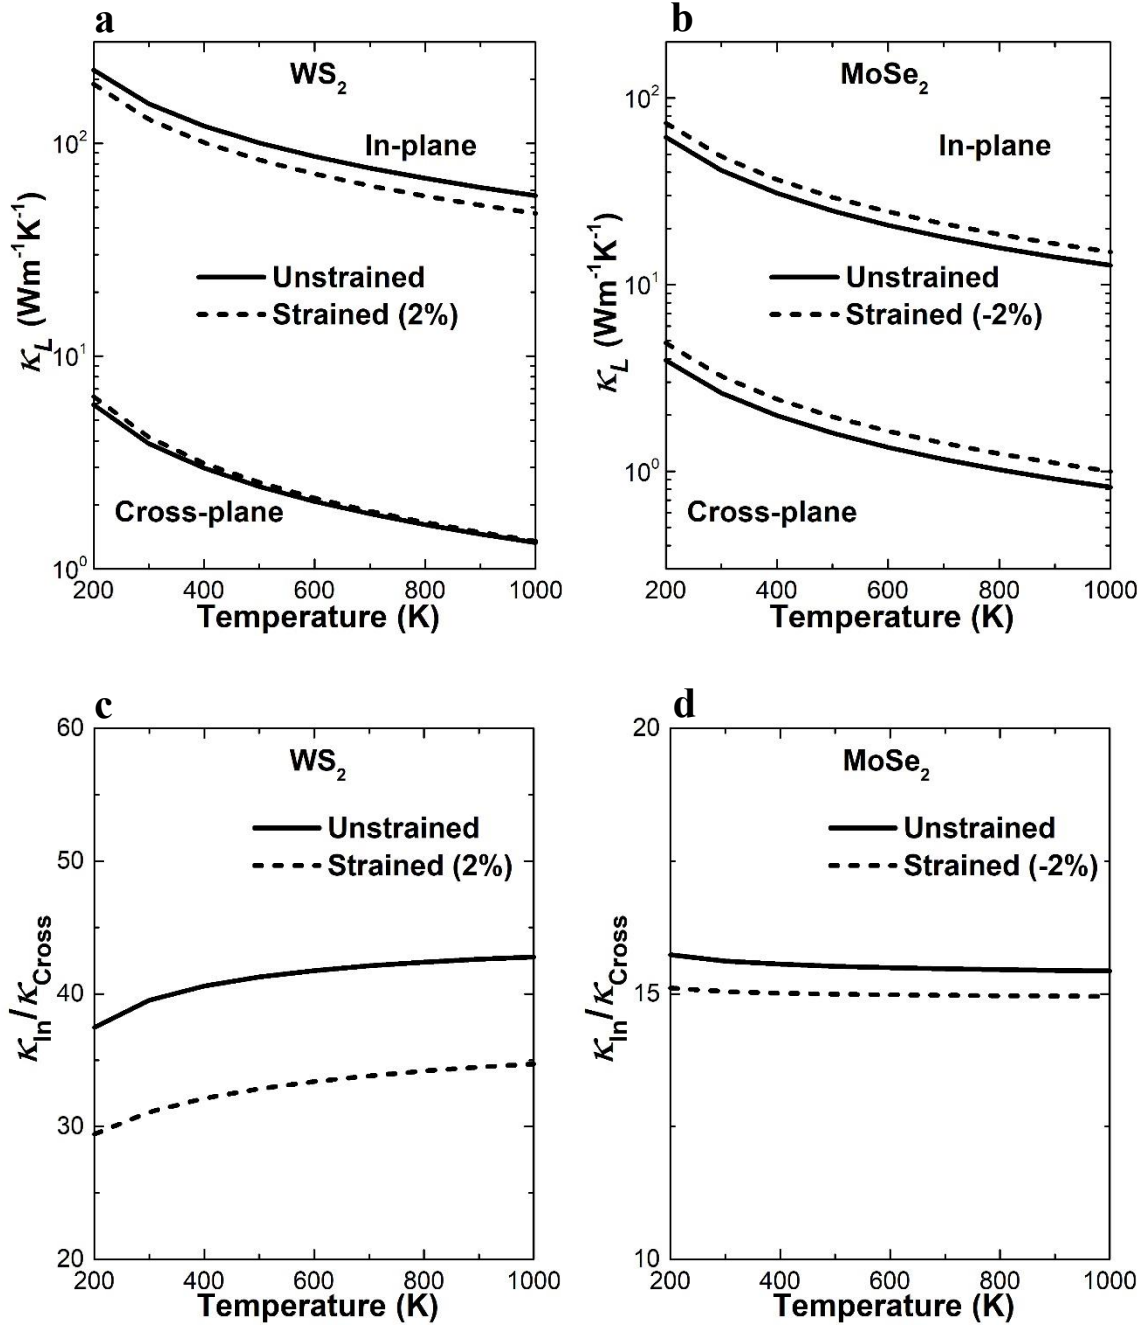 a
WS2
In-plane
Unstrained
Strained (2%)
Cross-plane
κL (Wm-1K-1)
10^2
10^1
10^0
200 400 600 800 1000
Temperature (K)
b
MoSe2
In-plane
Unstrained
Strained (-2%)
Cross-plane
κL (Wm-1K-1)
10^2
10^1
10^0
200 400 600 800 1000
Temperature (K)
c
WS2
Unstrained
Strained (2%)
κIn/κCross
60
50
40
30
20
200 400 600 800 1000
Temperature (K)
d
MoSe2
Unstrained
Strained (-2%)
κIn/κCross
20
15
10
200 400 600 800 1000
Temperature (K)